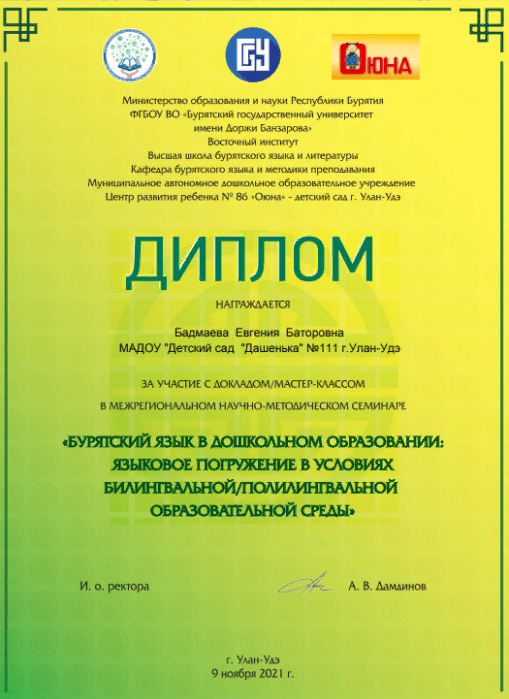 БГУ
ОЮНА
Министерство образования и науки Республики Бурятия
ФГБОУ ВО «Бурятский государственный университет
имени Доржи Банзарова»
Восточный институт
Высшая школа бурятского языка и литературы
Кафедра бурятского языка и методики преподавания
Муниципальное автономное дошкольное образовательное учреждение
Центр развития ребенка № 86 «Оюна» - детский сад г. Улан-Удэ
ДИПЛОМ
НАГРАЖДАЕТСЯ
Бадмаева Евгения Баторовна
МАДОУ "Детский сад "Дашенька" №111 г.Улан-Удэ
ЗА УЧАСТИЕ С ДОКЛАДОМ/МАСТЕР-КЛАССОМ
В МЕЖРЕГИОНАЛЬНОМ НАУЧНО-МЕТОДИЧЕСКОМ СЕМИНАРЕ
«БУРЯТСКИЙ ЯЗЫК В ДОШКОЛЬНОМ ОБРАЗОВАНИИ:
ЯЗЫКОВОЕ ПОГРУЖЕНИЕ В УСЛОВИЯХ
БИЛИНГВАЛЬНОЙ/ПОЛИЛИНГВАЛЬНОЙ
ОБРАЗОВАТЕЛЬНОЙ СРЕДЫ»
И. о. ректора А. В. Дамдинов
г. Улан-Удэ
9 ноября 2021 г.